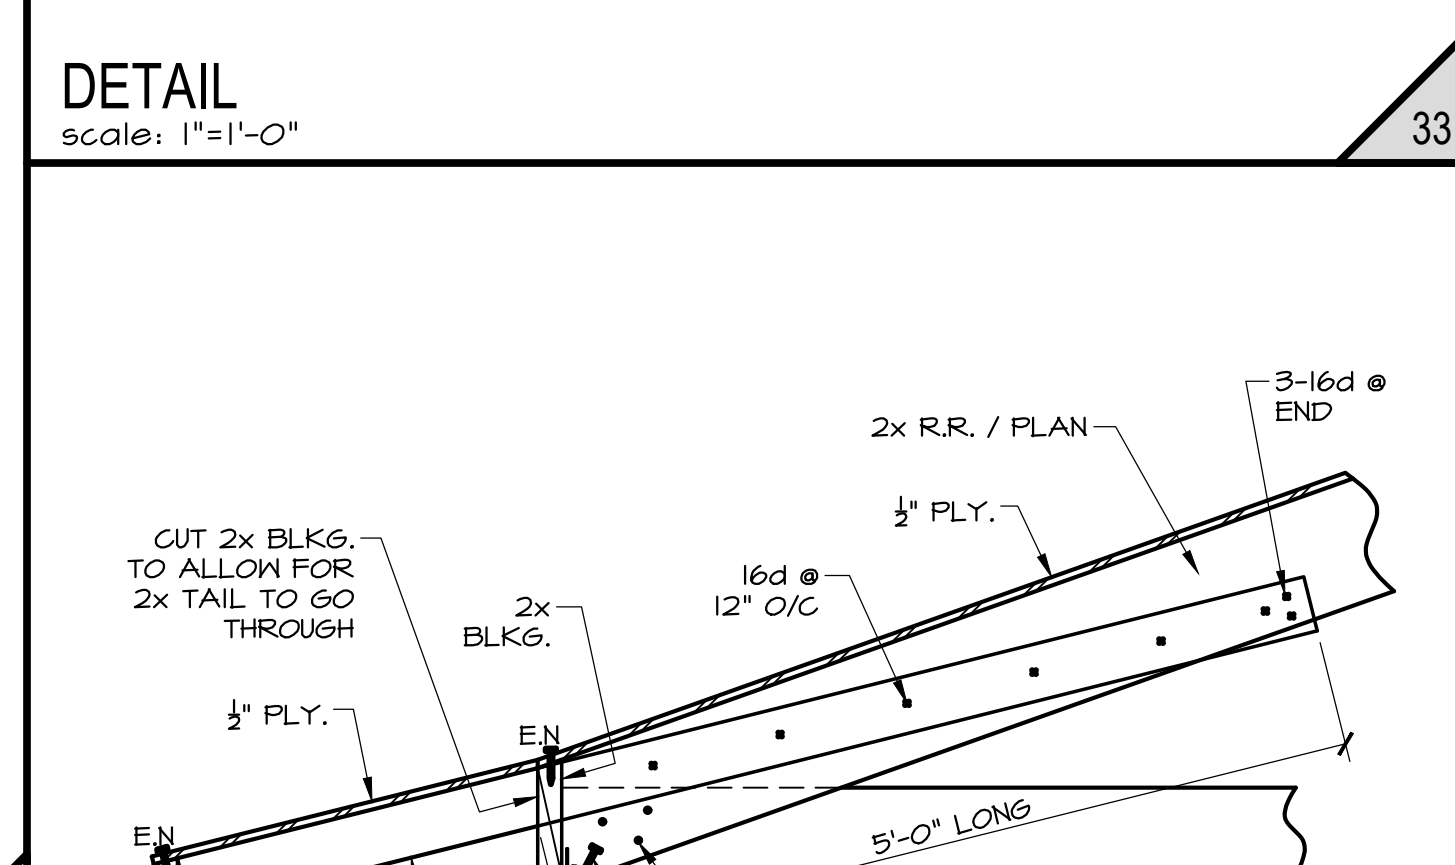 DETAIL
scale: 1"=1'-0"
33
3-16d @
END
2x R.R. / PLAN
½" PLY.
CUT 2x BLKG.
TO ALLOW FOR
2x TAIL TO GO
THROUGH
16d @
12" O/C
2x
BLKG.
½" PLY.
E.N
E.N
5'-0" LONG